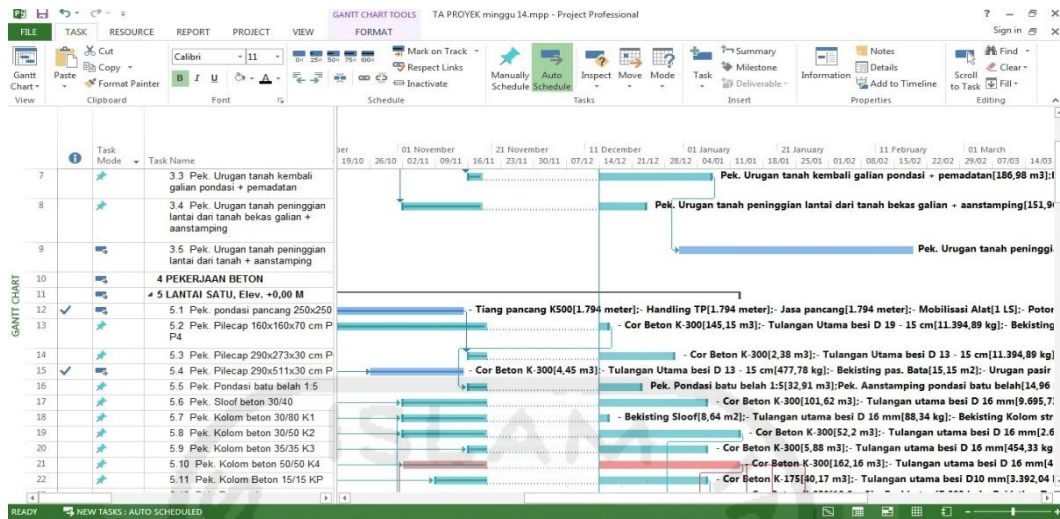 GANTT CHART TOOLS TA PROYEK minggu 14.mpp - Project Professional
FILE TASK RESOURCE REPORT PROJECT VIEW FORMAT Sign in
Gantt Chart
View
Paste
Cut
Copy
Format Painter
Clipboard
Calibri 11
B I U A
Font
0% 25% 50% 75% 100%
Mark on Track
Respect Links
Inactivate
Schedule
Manually Schedule
Auto Schedule
Inspect Move Mode
Tasks
Task
Summary
Milestone
Deliverable
Insert
Information
Notes
Details
Add to Timeline
Properties
Scroll to Task
Find
Clear
Fill
Editing
Task Mode Task Name
01 November 21 November 11 December 01 January 21 January 11 February 01 March
19/10 26/10 02/11 09/11 16/11 23/11 30/11 07/12 14/12 21/12 28/12 04/01 11/01 18/01 25/01 01/02 08/02 15/02 22/02 29/02 07/03 14/03
GANTT CHART
7 3.3 Pek. Urugan tanah kembali galian pondasi + pemadatan Pek. Urugan tanah kembali galian pondasi + pemadatan[186,98 m3];
8 3.4 Pek. Urugan tanah peninggian lantai dari tanah bekas galian + aanstamping Pek. Urugan tanah peninggian lantai dari tanah bekas galian + aanstamping[151,9
9 3.5 Pek. Urugan tanah peninggian lantai dari tanah + aanstamping Pek. Urugan tanah peninggi
10 4 PEKERJAAN BETON
11 5 LANTAI SATU, Elev. +0,00 M
12 5.1 Pek. pondasi pancang 250x250 - Tiang pancang K500[1.794 meter];- Handling TP[1.794 meter];- Jasa pancang[1.794 meter];- Mobilisasi Alat[1 LS];- Potor
13 5.2 Pek. Pilecap 160x160x70 cm P P4 - Cor Beton K-300[145,15 m3];- Tulangan Utama besi D 19 - 15 cm[11.394,89 kg];- Bekisting
14 5.3 Pek. Pilecap 290x273x30 cm P - Cor Beton K-300[2,38 m3];- Tulangan Utama besi D 13 - 15 cm[11.394,89 kg]
15 5.4 Pek. Pilecap 290x511x30 cm P - Cor Beton K-300[4,45 m3];- Tulangan Utama besi D 13 - 15 cm[477,78 kg];- Bekisting pas. Bata[15,15 m2];- Urugan pasir
16 5.5 Pek. Pondasi batu belah 1:5 Pek. Pondasi batu belah 1:5[32,91 m3];Pek. Aanstamping pondasi batu belah[14,96
17 5.6 Pek. Sloof beton 30/40 - Cor Beton K-300[101,62 m3];- Tulangan utama besi D 16 mm[9.695,7
18 5.7 Pek. Kolom beton 30/80 K1 - Bekisting Sloof[8,64 m2];- Tulangan utama besi D 16 mm[88,34 kg];- Bekisting Kolom str
19 5.8 Pek. Kolom beton 30/50 K2 - Cor Beton K-300[52,2 m3];- Tulangan utama besi D 16 mm[2.6
20 5.9 Pek. Kolom beton 35/35 K3 - Cor Beton K-300[5,88 m3];- Tulangan utama besi D 16 mm[454,33 kg
21 5.10 Pek. Kolom beton 50/50 K4 - Cor Beton K-300[162,16 m3];- Tulangan utama besi D 16 mm[4
22 5.11 Pek. Kolom Beton 15/15 KP - Cor Beton K-175[40,17 m3];- Tulangan utama besi D10 mm[3.392,04
ISLAM
READY NEW TASKS : AUTO SCHEDULED